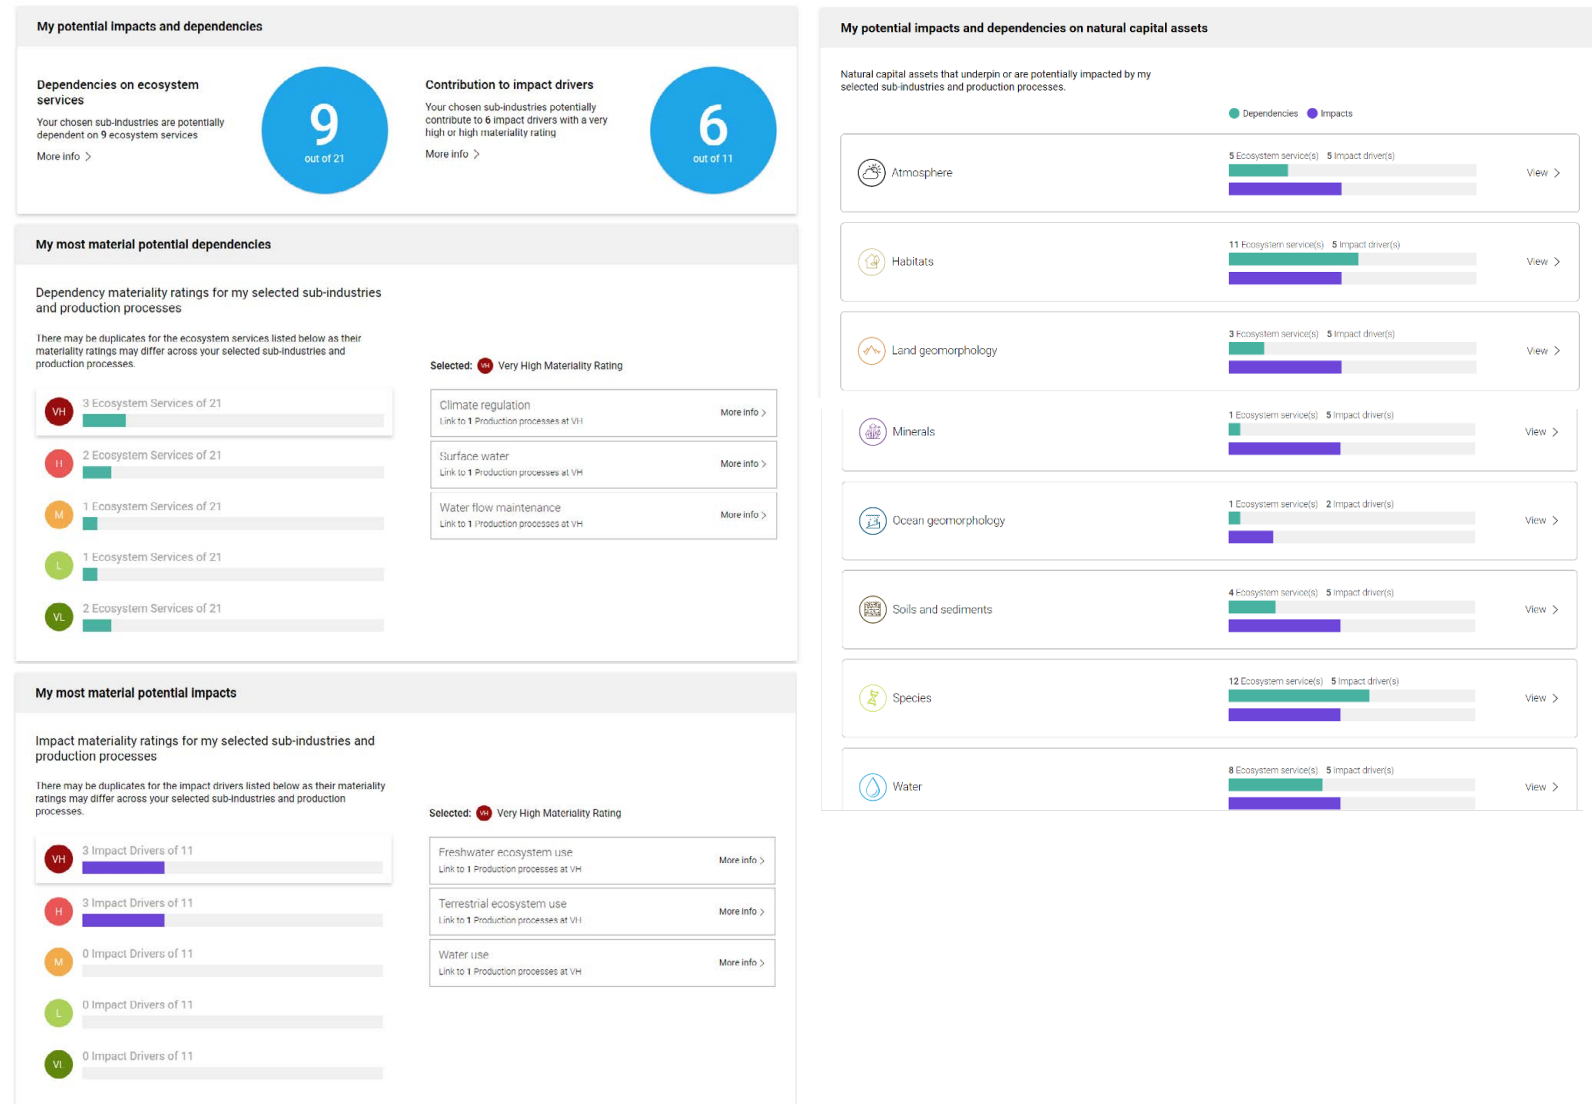 My potential impacts and dependencies
Dependencies on ecosystem
services
Your chosen sub-industries are potentially
dependent on 9 ecosystem services
More info >
9
out of 21
Contribution to impact drivers
Your chosen sub-industries potentially
contribute to 6 impact drivers with a very
high or high materiality rating
More info >
6
out of 11
My most material potential dependencies
Dependency materiality ratings for my selected sub-industries
and production processes
There may be duplicates for the ecosystem services listed below as their
materiality ratings may differ across your selected sub-industries and
production processes.
VH
3 Ecosystem Services of 21
H
2 Ecosystem Services of 21
M
1 Ecosystem Services of 21
L
1 Ecosystem Services of 21
VL
2 Ecosystem Services of 21
Selected: VH Very High Materiality Rating
Climate regulation
Link to 1 Production processes at VH
More info >
Surface water
Link to 1 Production processes at VH
More info >
Water flow maintenance
Link to 1 Production processes at VH
More info >
My most material potential impacts
Impact materiality ratings for my selected sub-industries and
production processes
There may be duplicates for the impact drivers listed below as their materiality
ratings may differ across your selected sub-industries and production
processes.
VH
3 Impact Drivers of 11
H
3 Impact Drivers of 11
M
0 Impact Drivers of 11
L
0 Impact Drivers of 11
VL
0 Impact Drivers of 11
Selected: VH Very High Materiality Rating
Freshwater ecosystem use
Link to 1 Production processes at VH
More info >
Terrestrial ecosystem use
Link to 1 Production processes at VH
More info >
Water use
Link to 1 Production processes at VH
More info >
My potential impacts and dependencies on natural capital assets
Natural capital assets that underpin or are potentially impacted by my
selected sub-industries and production processes.
Dependencies Impacts
Atmosphere
5 Ecosystem service(s) 5 Impact driver(s)
View >
Habitats
11 Ecosystem service(s) 5 Impact driver(s)
View >
Land geomorphology
3 Ecosystem service(s) 5 Impact driver(s)
View >
Minerals
1 Ecosystem service(s) 5 Impact driver(s)
View >
Ocean geomorphology
1 Ecosystem service(s) 2 Impact driver(s)
View >
Soils and sediments
4 Ecosystem service(s) 5 Impact driver(s)
View >
Species
12 Ecosystem service(s) 5 Impact driver(s)
View >
Water
8 Ecosystem service(s) 5 Impact driver(s)
View >